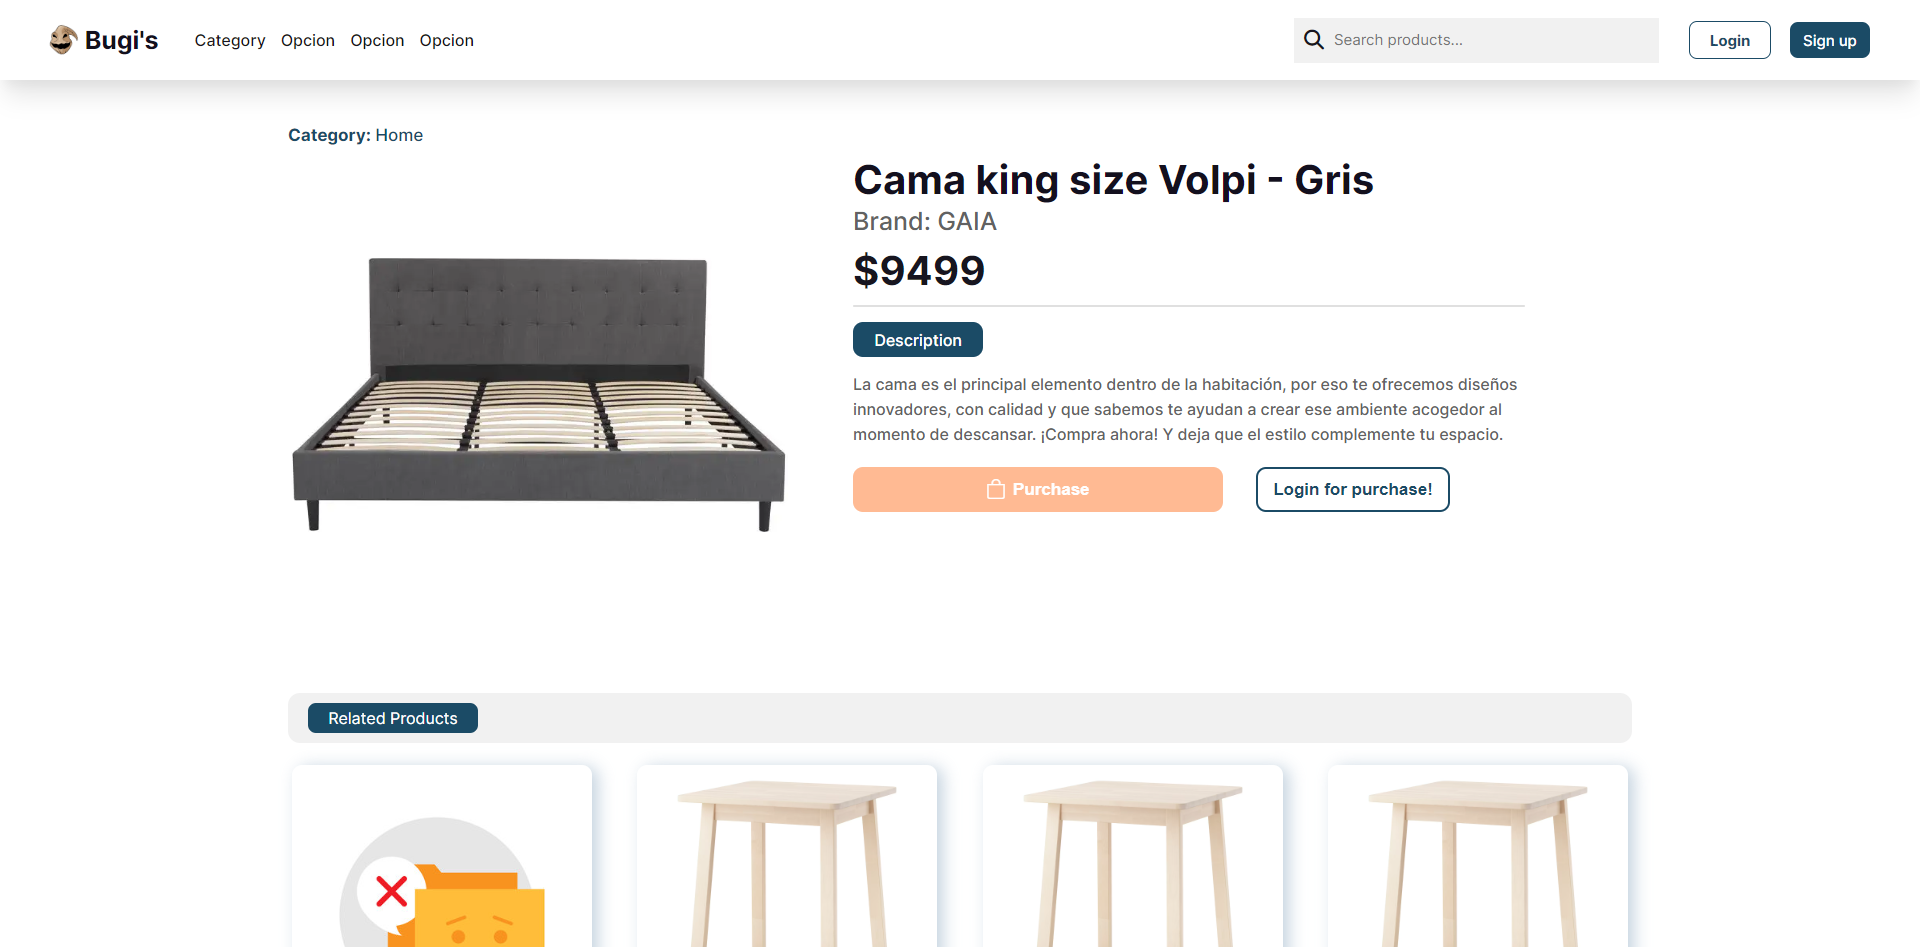 Bugi's
Category Opcion Opcion Opcion
Search products...
Login
Sign up
Category: Home
Cama king size Volpi - Gris
Brand: GAIA
$9499
Description
La cama es el principal elemento dentro de la habitación, por eso te ofrecemos diseños
innovadores, con calidad y que sabemos te ayudan a crear ese ambiente acogedor al
momento de descansar. ¡Compra ahora! Y deja que el estilo complemente tu espacio.
Purchase
Login for purchase!
Related Products